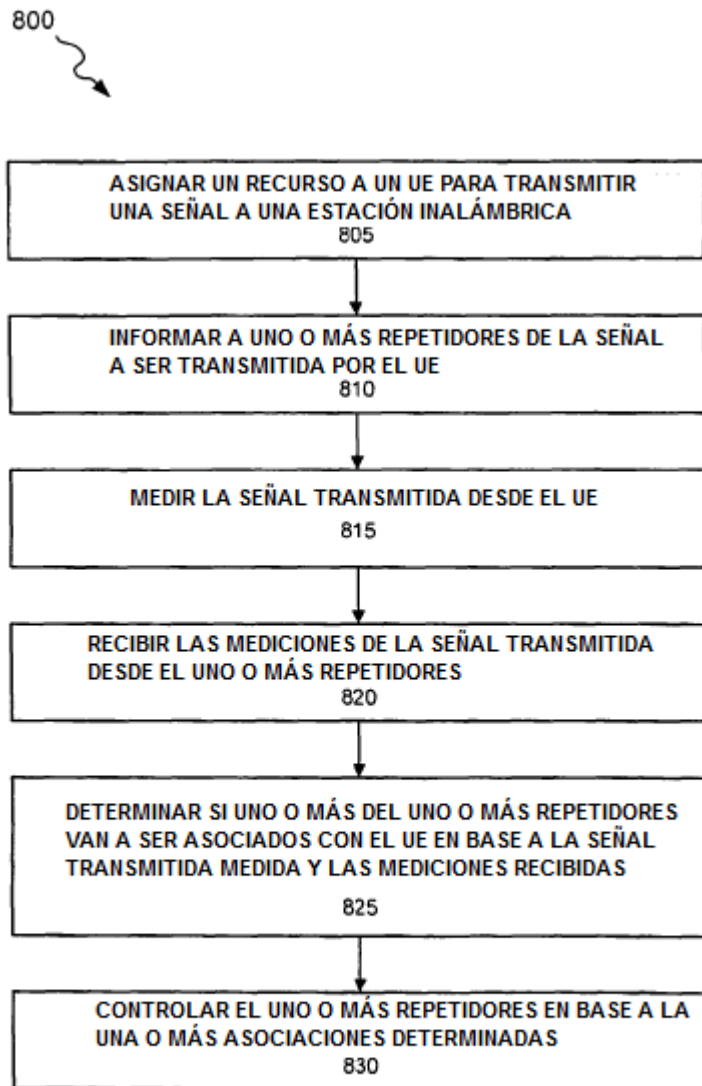 800
ASIGNAR UN RECURSO A UN UE PARA TRANSMITIR
UNA SEÑAL A UNA ESTACIÓN INALÁMBRICA
805
INFORMAR A UNO O MÁS REPETIDORES DE LA SEÑAL
A SER TRANSMITIDA POR EL UE
810
MEDIR LA SEÑAL TRANSMITIDA DESDE EL UE
815
RECIBIR LAS MEDICIONES DE LA SEÑAL TRANSMITIDA
DESDE EL UNO O MÁS REPETIDORES
820
DETERMINAR SI UNO O MÁS DEL UNO O MÁS REPETIDORES
VAN A SER ASOCIADOS CON EL UE EN BASE A LA SEÑAL
TRANSMITIDA MEDIDA Y LAS MEDICIONES RECIBIDAS
825
CONTROLAR EL UNO O MÁS REPETIDORES EN BASE A LA
UNA O MÁS ASOCIACIONES DETERMINADAS
830